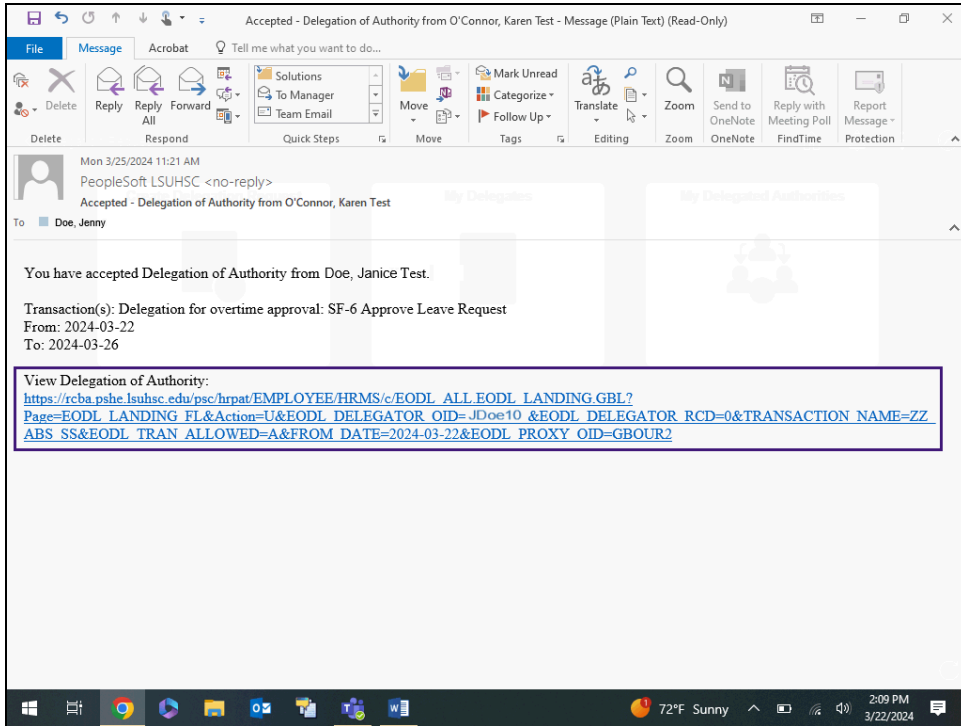 Accepted - Delegation of Authority from O'Connor, Karen Test - Message (Plain Text) (Read-Only)
File Message Acrobat Tell me what you want to do...
Delete
Reply Reply All Forward
Solutions
To Manager
Team Email
Move
Mark Unread
Categorize
Follow Up
Translate
Zoom
Send to OneNote
Reply with Meeting Poll
Report Message
Delete Respond Quick Steps Move Tags Editing Zoom OneNote FindTime Protection
Mon 3/25/2024 11:21 AM
PeopleSoft LSUHSC <no-reply>
Accepted - Delegation of Authority from O'Connor, Karen Test
To Doe, Jenny
My Delegates
My Delegated Authorities
You have accepted Delegation of Authority from Doe, Janice Test.
Transaction(s): Delegation for overtime approval: SF-6 Approve Leave Request
From: 2024-03-22
To: 2024-03-26
View Delegation of Authority:
https://rcba.pshe.lsuhsc.edu/psc/hrpat/EMPLOYEE/HRMS/c/EODL_ALL.EODL_LANDING.GBL?
Page=EODL_LANDING_FL&Action=U&EODL_DELEGATOR_OID= JDoe10 &EODL_DELEGATOR_RCD=0&TRANSACTION_NAME=ZZ_
ABS_SS&EODL_TRAN_ALLOWED=A&FROM_DATE=2024-03-22&EODL_PROXY_OID=GBOUR2
72°F Sunny
2:09 PM
3/22/2024